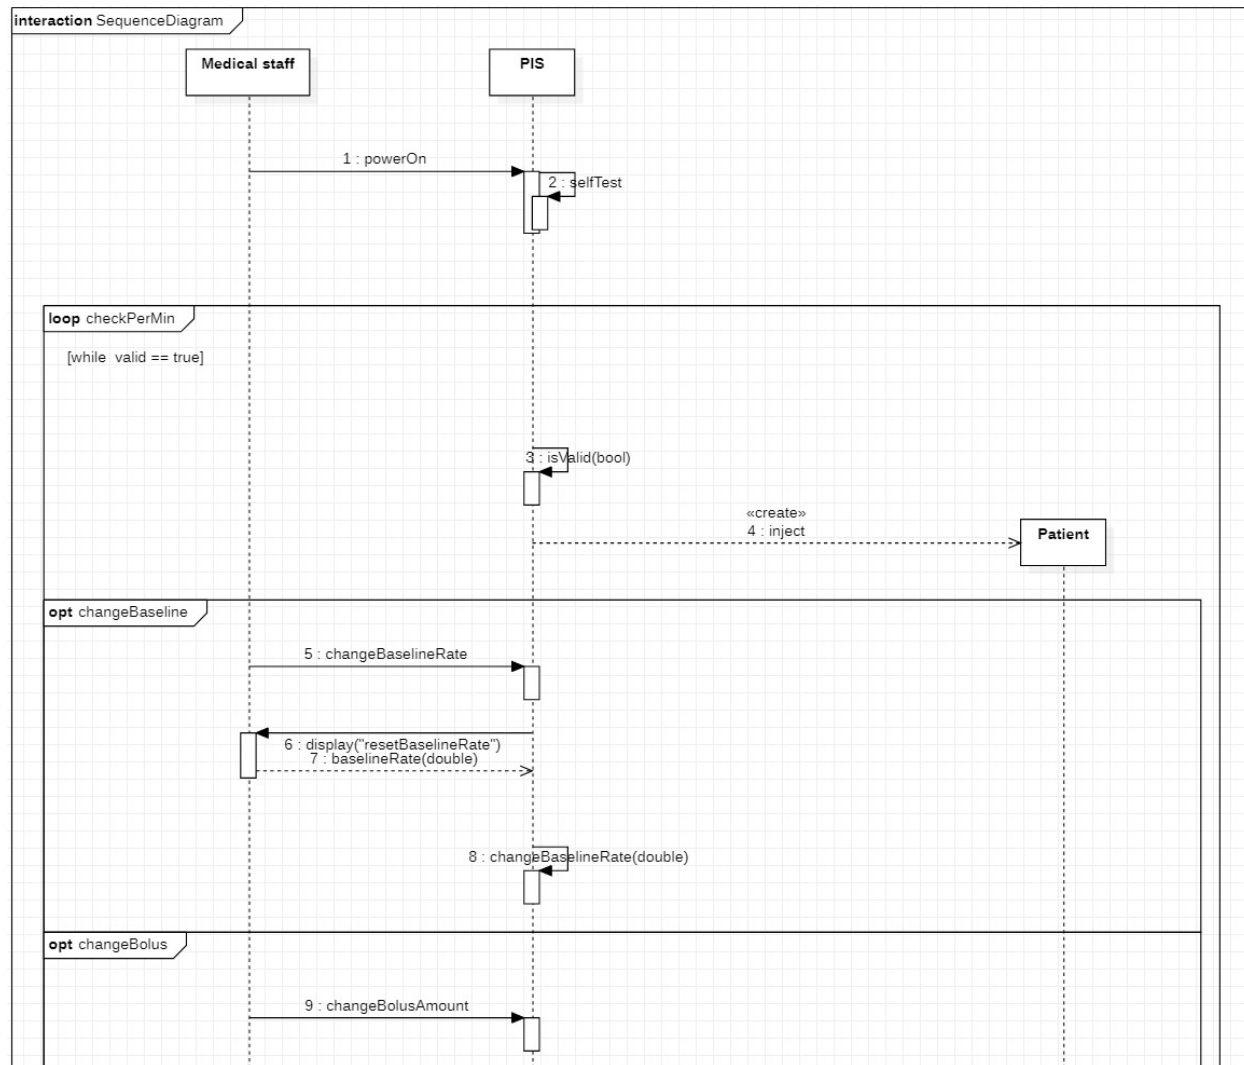 interaction SequenceDiagram
Medical staff
PIS
1 : powerOn
2 : selfTest
loop checkPerMin
[while valid == true]
3 : isValid(bool)
«create»
4 : inject
Patient
opt changeBaseline
5 : changeBaselineRate
6 : display("resetBaselineRate")
7 : baselineRate(double)
8 : changeBaselineRate(double)
opt changeBolus
9 : changeBolusAmount